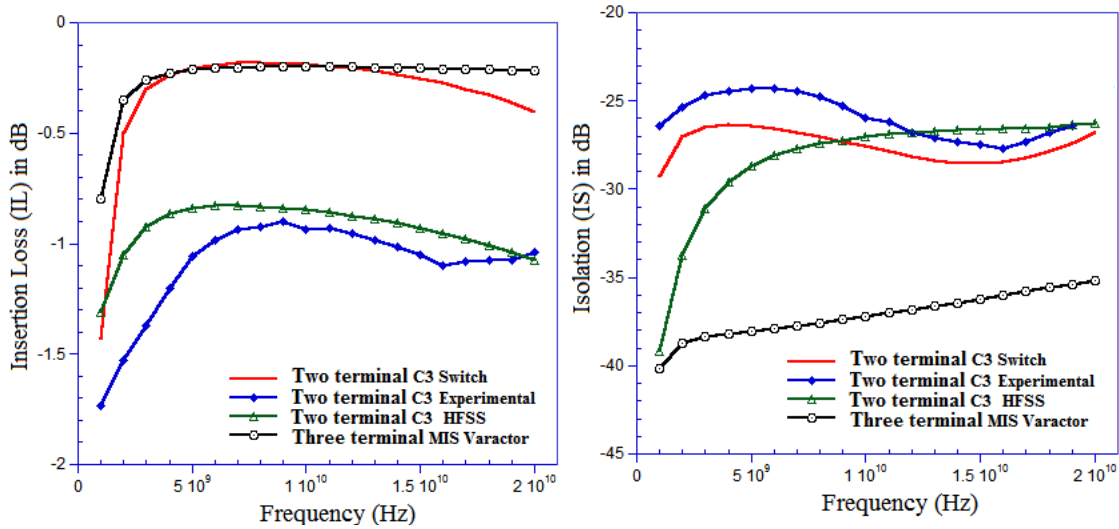 0
-0.5
-1
-1.5
-2
Insertion Loss (IL) in dB
0
5 10⁹
1 10¹⁰
1.5 10¹⁰
2 10¹⁰
Frequency (Hz)
Two terminal C3 Switch
Two terminal C3 Experimental
Two terminal C3 HFSS
Three terminal MIS Varactor
-20
-25
-30
-35
-40
-45
Isolation (IS) in dB
0
5 10⁹
1 10¹⁰
1.5 10¹⁰
2 10¹⁰
Frequency (Hz)
Two terminal C3 Switch
Two terminal C3 Experimental
Two terminal C3 HFSS
Three terminal MIS Varactor